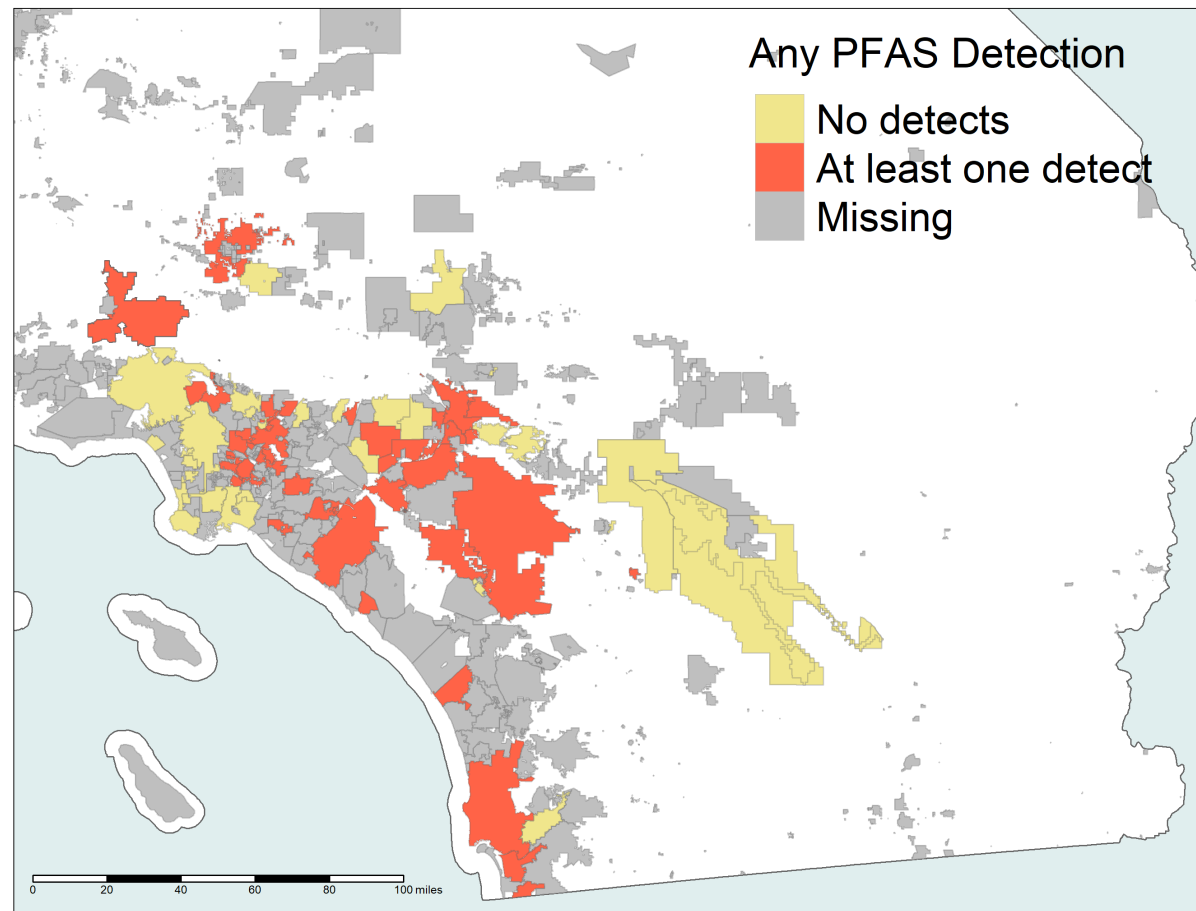 Any PFAS Detection
No detects
At least one detect
Missing
0 20 40 60 80 100 miles